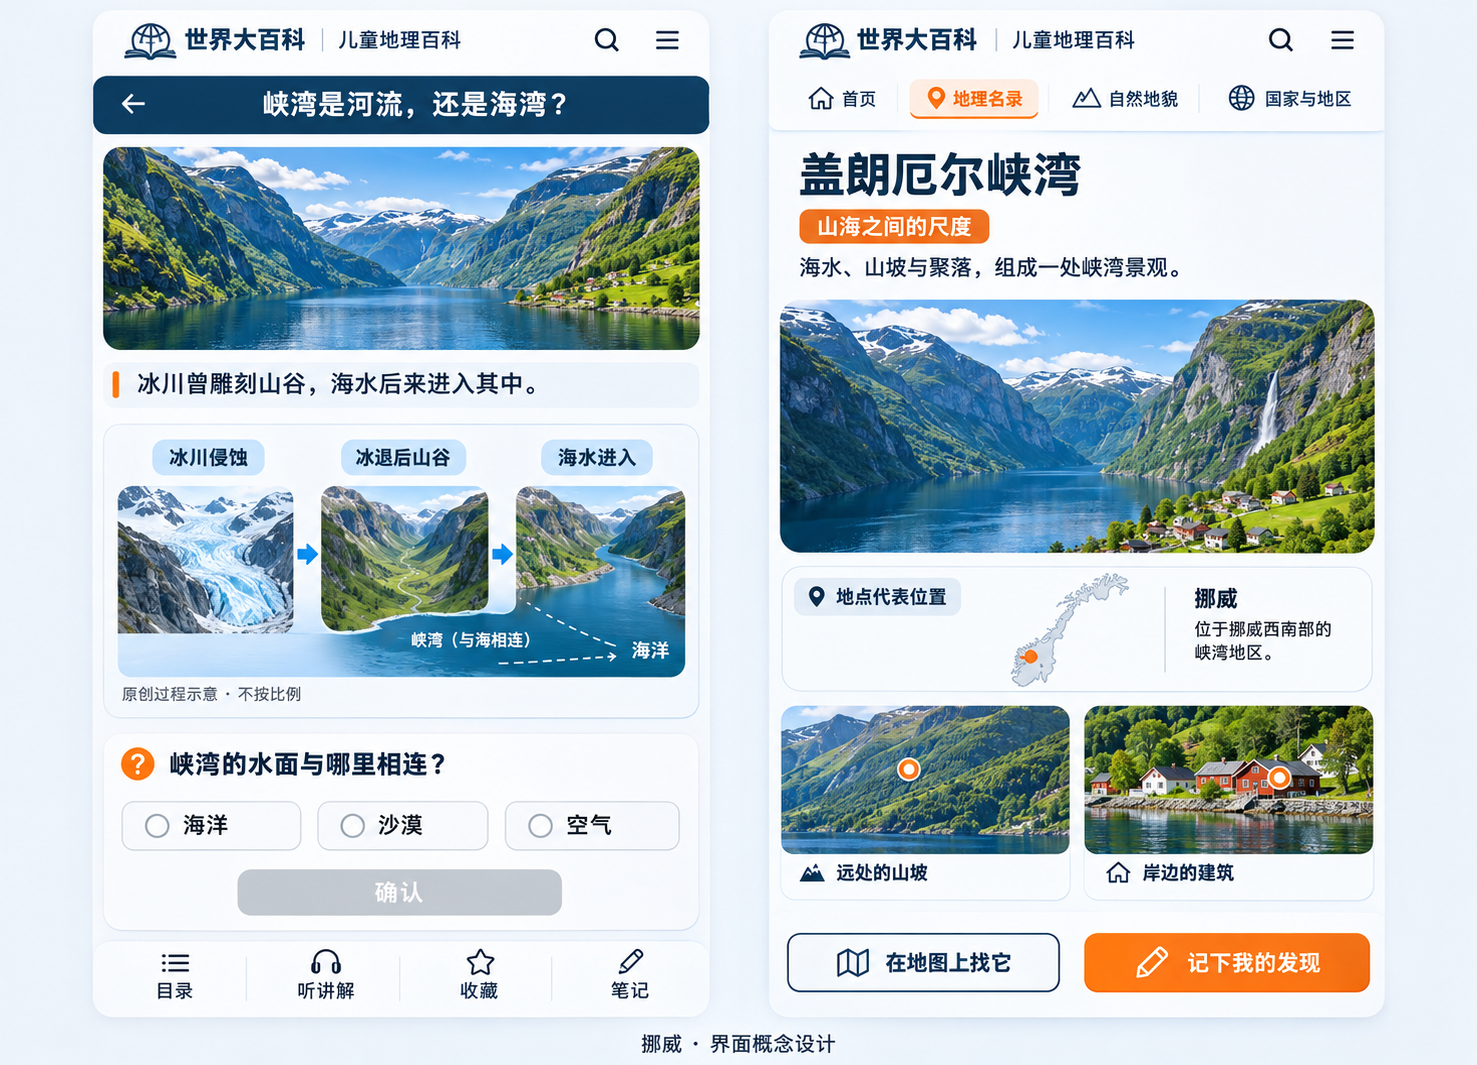 世界大百科
儿童地理百科
峡湾是河流，还是海湾？
冰川曾雕刻山谷，海水后来进入其中。
冰川侵蚀
冰退后山谷
海水进入
峡湾（与海相连）
海洋
原创过程示意 · 不按比例
? 峡湾的水面与哪里相连？
海洋
沙漠
空气
确认
目录
听讲解
收藏
笔记
世界大百科
儿童地理百科
首页
地理名录
自然地貌
国家与地区
盖朗厄尔峡湾
山海之间的尺度
海水、山坡与聚落，组成一处峡湾景观。
地点代表位置
挪威
位于挪威西南部的
峡湾地区。
远处的山坡
岸边的建筑
在地图上找它
记下我的发现
挪威 · 界面概念设计